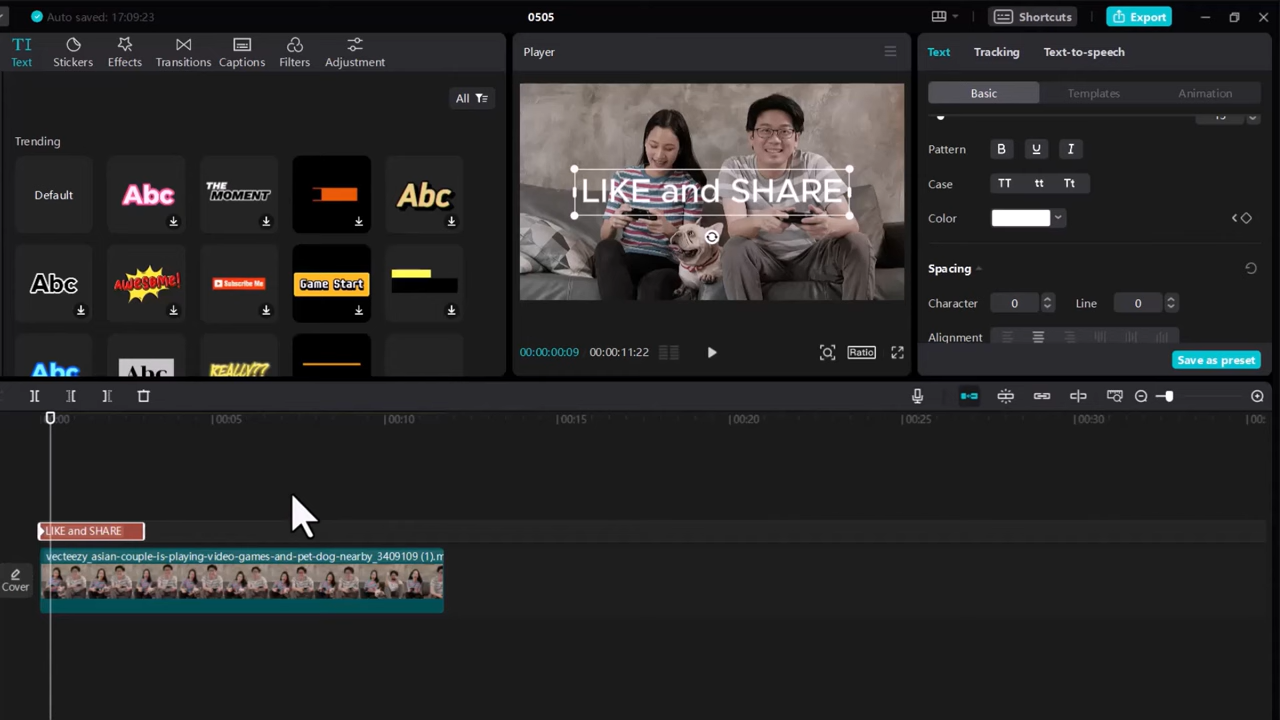 Auto saved: 17:09:23
0505
Shortcuts
Export
TI
Text
Stickers
Effects
Transitions
Captions
Filters
Adjustment
Player
Text
Tracking
Text-to-speech
All
Basic
Templates
Animation
Trending
Default
Abc
THE MOMENT
Abc
Abc
AWESOME!
Subscribe Me
Game Start
Abc
Abc
REALLY??
LIKE and SHARE
Pattern
B U I
Case
TT tt Tt
Color
Spacing
Character 0 Line 0
Alignment
Save as preset
00:00:00:09 00:00:11:22
Ratio
00:05
00:10
00:15
00:20
00:25
00:30
LIKE and SHARE
vecteezy_asian-couple-is-playing-video-games-and-pet-dog-nearby_3409109 (1).m
Cover